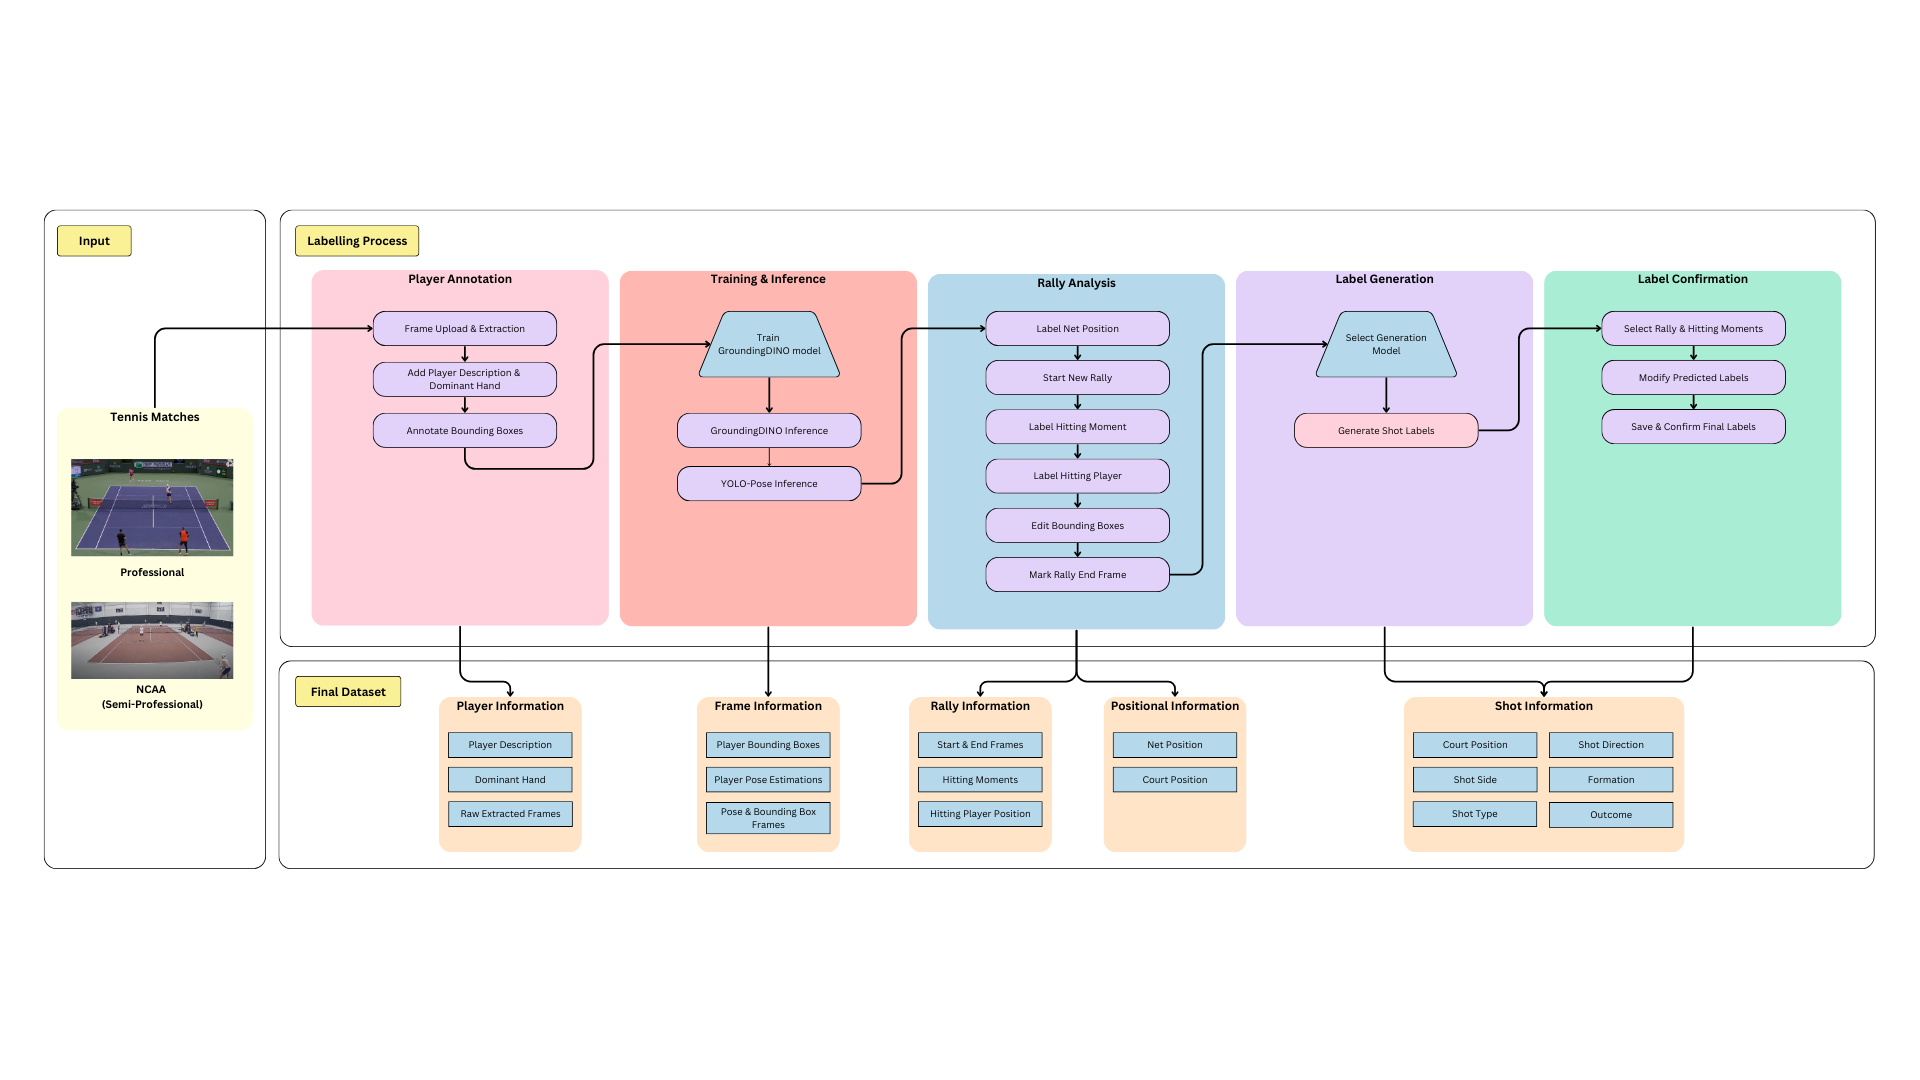 Input
Tennis Matches
Professional
NCAA
(Semi-Professional)
Labelling Process
Player Annotation
Frame Upload & Extraction
Add Player Description &
Dominant Hand
Annotate Bounding Boxes
Training & Inference
Train
GroundingDINO model
GroundingDINO Inference
YOLO-Pose Inference
Rally Analysis
Label Net Position
Start New Rally
Label Hitting Moment
Label Hitting Player
Edit Bounding Boxes
Mark Rally End Frame
Label Generation
Select Generation
Model
Generate Shot Labels
Label Confirmation
Select Rally & Hitting Moments
Modify Predicted Labels
Save & Confirm Final Labels
Final Dataset
Player Information
Player Description
Dominant Hand
Raw Extracted Frames
Frame Information
Player Bounding Boxes
Player Pose Estimations
Pose & Bounding Box
Frames
Rally Information
Start & End Frames
Hitting Moments
Hitting Player Position
Positional Information
Net Position
Court Position
Shot Information
Court Position
Shot Direction
Shot Side
Formation
Shot Type
Outcome